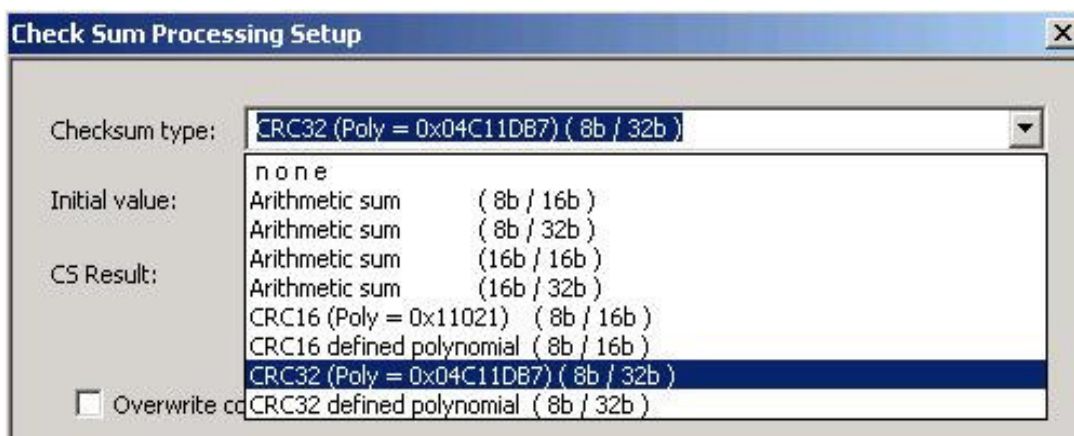 Check Sum Processing Setup
Checksum type: CRC32 (Poly = 0x04C11DB7) ( 8b / 32b )
n o n e
Initial value: Arithmetic sum ( 8b / 16b )
Arithmetic sum ( 8b / 32b )
CS Result: Arithmetic sum (16b / 16b )
Arithmetic sum (16b / 32b )
CRC16 (Poly = 0x11021) ( 8b / 16b )
CRC16 defined polynomial ( 8b / 16b )
CRC32 (Poly = 0x04C11DB7) ( 8b / 32b )
Overwrite CRC32 defined polynomial ( 8b / 32b )